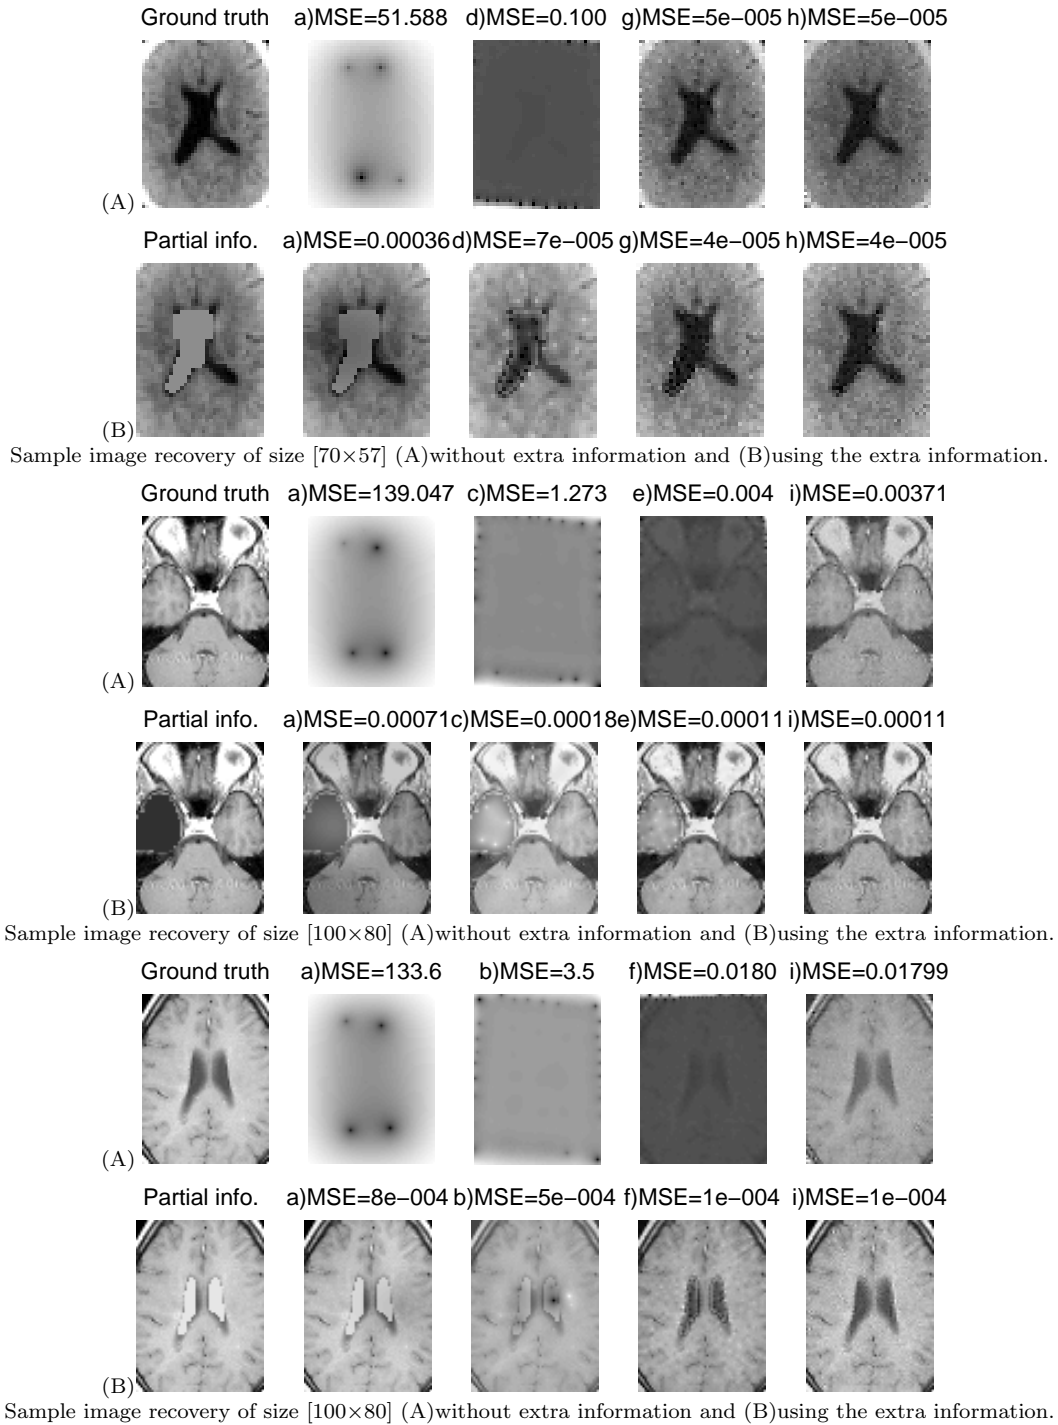 Ground truth a)MSE=51.588 d)MSE=0.100 g)MSE=5e−005 h)MSE=5e−005
(A)
Partial info. a)MSE=0.00036 d)MSE=7e−005 g)MSE=4e−005 h)MSE=4e−005
(B)
Sample image recovery of size [70×57] (A)without extra information and (B)using the extra information.
Ground truth a)MSE=139.047 c)MSE=1.273 e)MSE=0.004 i)MSE=0.00371
(A)
Partial info. a)MSE=0.00071 c)MSE=0.00018 e)MSE=0.00011 i)MSE=0.00011
(B)
Sample image recovery of size [100×80] (A)without extra information and (B)using the extra information.
Ground truth a)MSE=133.6 b)MSE=3.5 f)MSE=0.0180 i)MSE=0.01799
(A)
Partial info. a)MSE=8e−004 b)MSE=5e−004 f)MSE=1e−004 i)MSE=1e−004
(B)
Sample image recovery of size [100×80] (A)without extra information and (B)using the extra information.